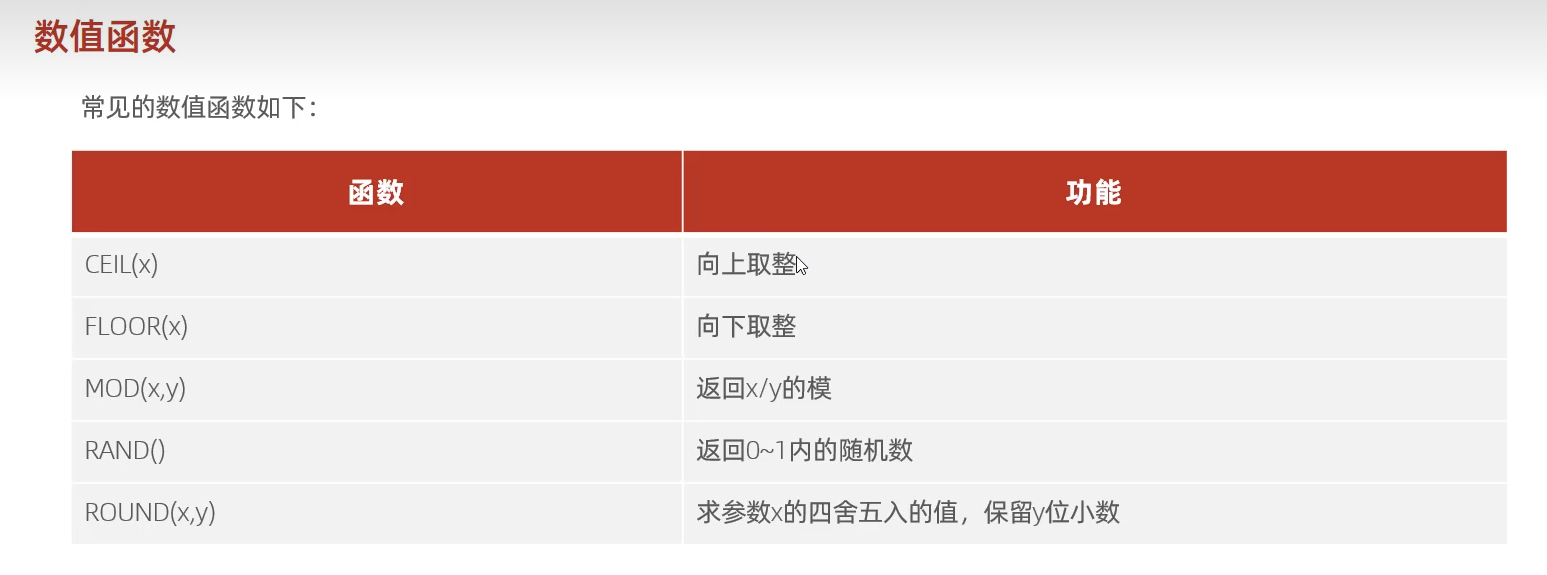 数值函数
常见的数值函数如下：
函数 功能
CEIL(x) 向上取整
FLOOR(x) 向下取整
MOD(x,y) 返回x/y的模
RAND() 返回0~1内的随机数
ROUND(x,y) 求参数x的四舍五入的值，保留y位小数